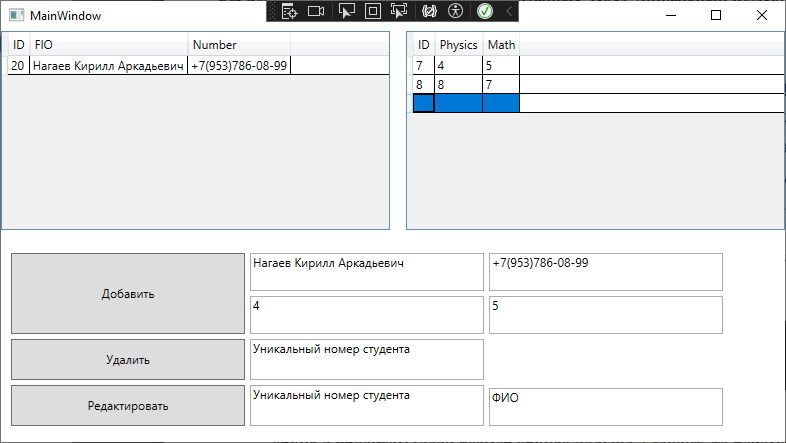 MainWindow
ID FIO Number
20 Нагаев Кирилл Аркадьевич +7(953)786-08-99
ID Physics Math
7 4 5
8 8 7
Добавить
Нагаев Кирилл Аркадьевич +7(953)786-08-99
4 5
Удалить
Уникальный номер студента
Редактировать
Уникальный номер студента ФИО